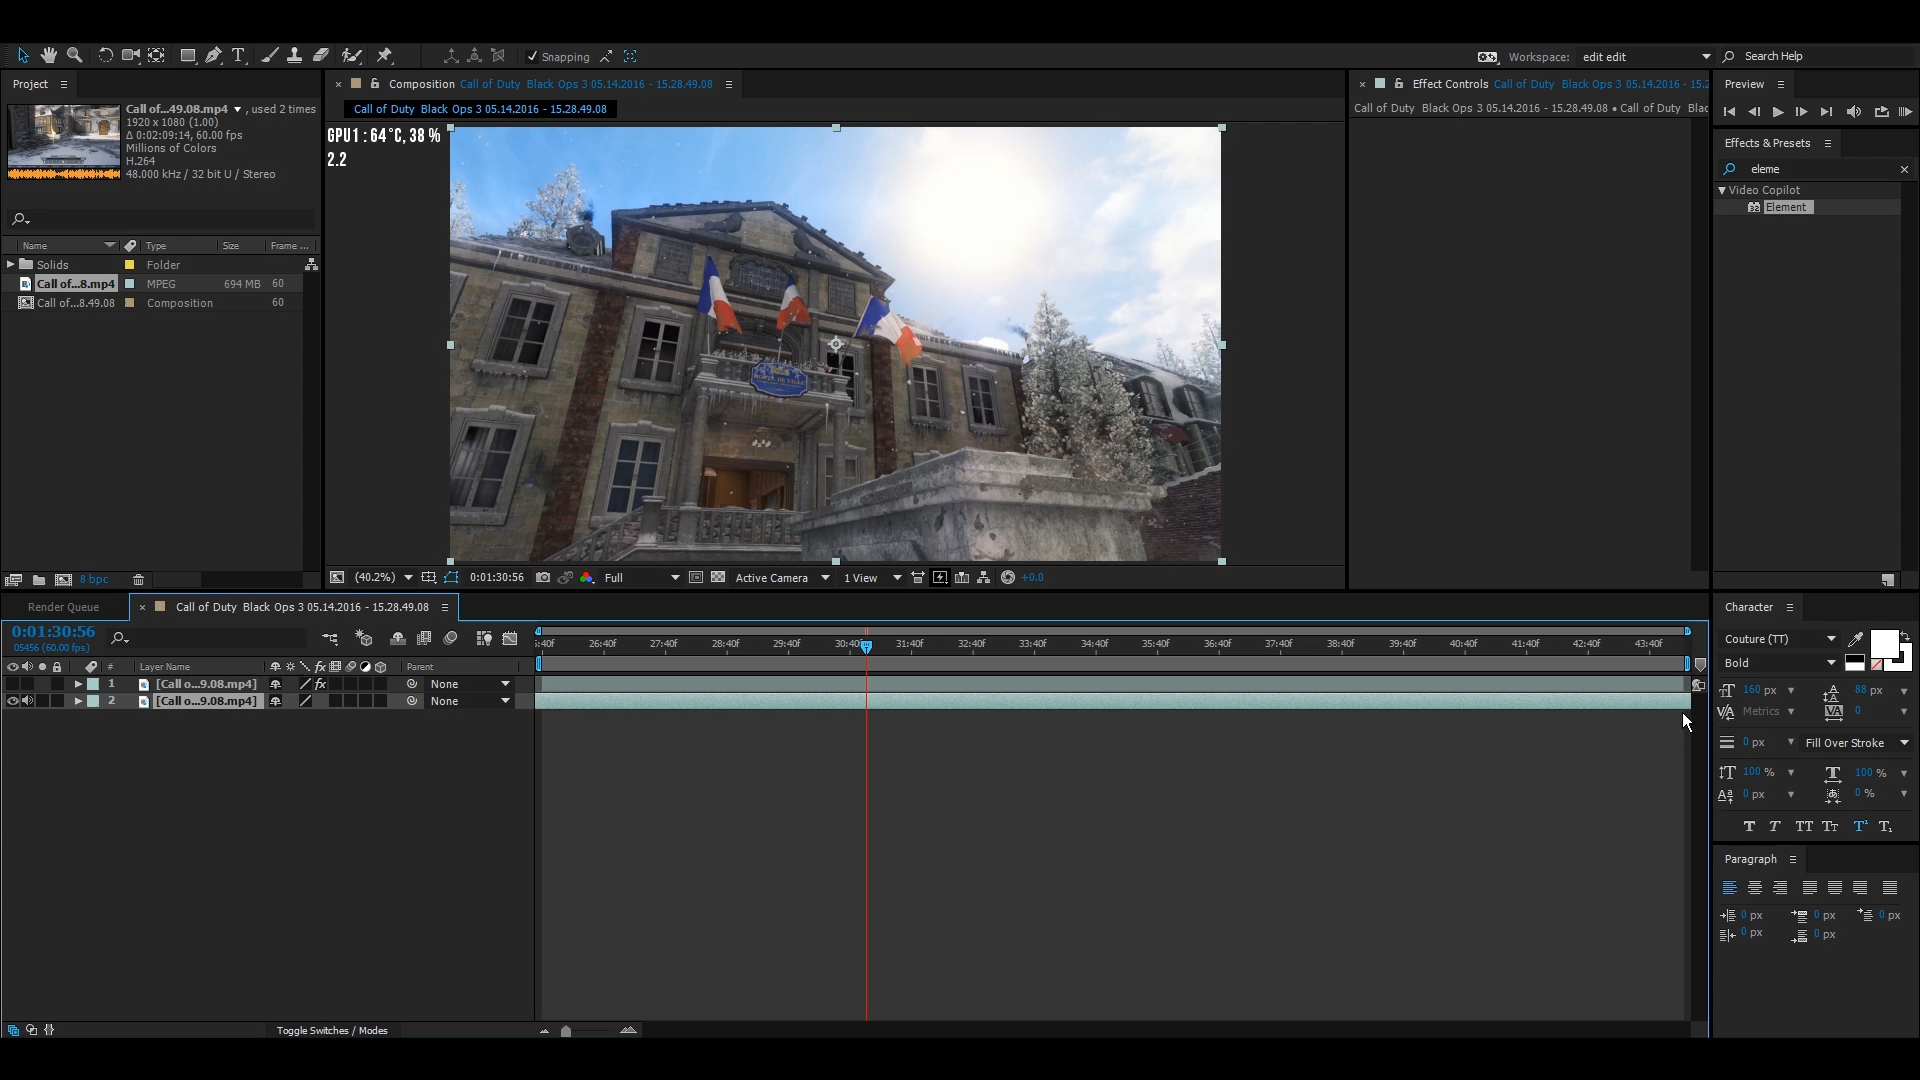 Snapping
Workspace: edit edit
Search Help
Project
Call of...49.08.mp4 , used 2 times
1920 x 1080 (1.00)
Δ 0:02:09:14, 60.00 fps
Millions of Colors
H.264
48.000 kHz / 32 bit U / Stereo
Name Type Size Frame ...
Solids Folder
Call of...8.mp4 MPEG 694 MB 60
Call of...8.49.08 Composition 60
8 bpc
Composition Call of Duty Black Ops 3 05.14.2016 - 15.28.49.08
Call of Duty Black Ops 3 05.14.2016 - 15.28.49.08
GPU1 : 64°C, 38 %
2.2
HOTEL DE VILLE
(40.2%) 0:01:30:56 Full Active Camera 1 View +0.0
Effect Controls Call of Duty Black Ops 3 05.14.2016 - 15.2
Call of Duty Black Ops 3 05.14.2016 - 15.28.49.08 • Call of Duty Blac
Preview
Effects & Presets
eleme
Video Copilot
32 Element
Render Queue
Call of Duty Black Ops 3 05.14.2016 - 15.28.49.08
0:01:30:56
05456 (60.00 fps)
:40f 26:40f 27:40f 28:40f 29:40f 30:40f 31:40f 32:40f 33:40f 34:40f 35:40f 36:40f 37:40f 38:40f 39:40f 40:40f 41:40f 42:40f 43:40f
# Layer Name fx Parent
1 [Call o...9.08.mp4] fx None
2 [Call o...9.08.mp4] None
Toggle Switches / Modes
Character
Couture (TT)
Bold
160 px 88 px
Metrics 0
0 px Fill Over Stroke
100 % 100 %
0 px 0 %
T T TT Tt T¹ T₁
Paragraph
0 px 0 px 0 px
0 px 0 px